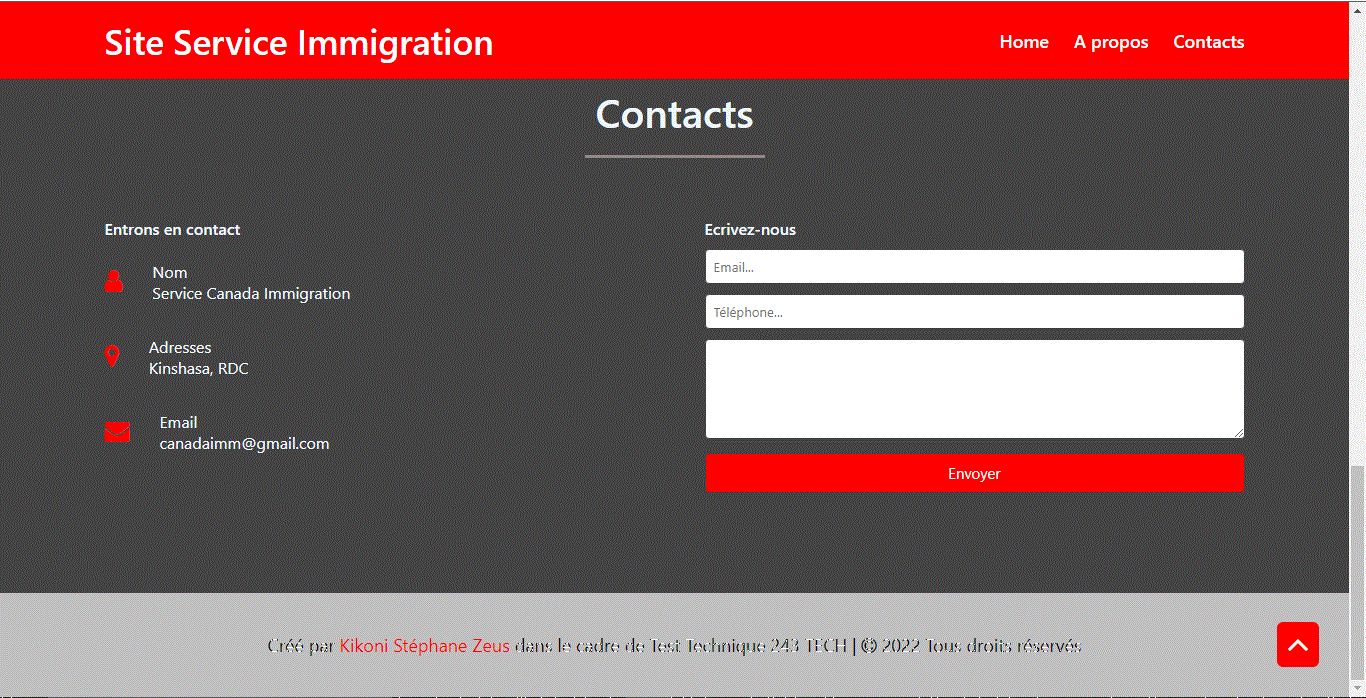 Site Service Immigration
Home A propos Contacts
Contacts
Entrons en contact
Nom
Service Canada Immigration
Adresses
Kinshasa, RDC
Email
canadaimm@gmail.com
Ecrivez-nous
Email...
Téléphone...
Envoyer
Créé par Kikoni Stéphane Zeus dans le cadre de Test Technique 243 TECH | © 2022 Tous droits réservés